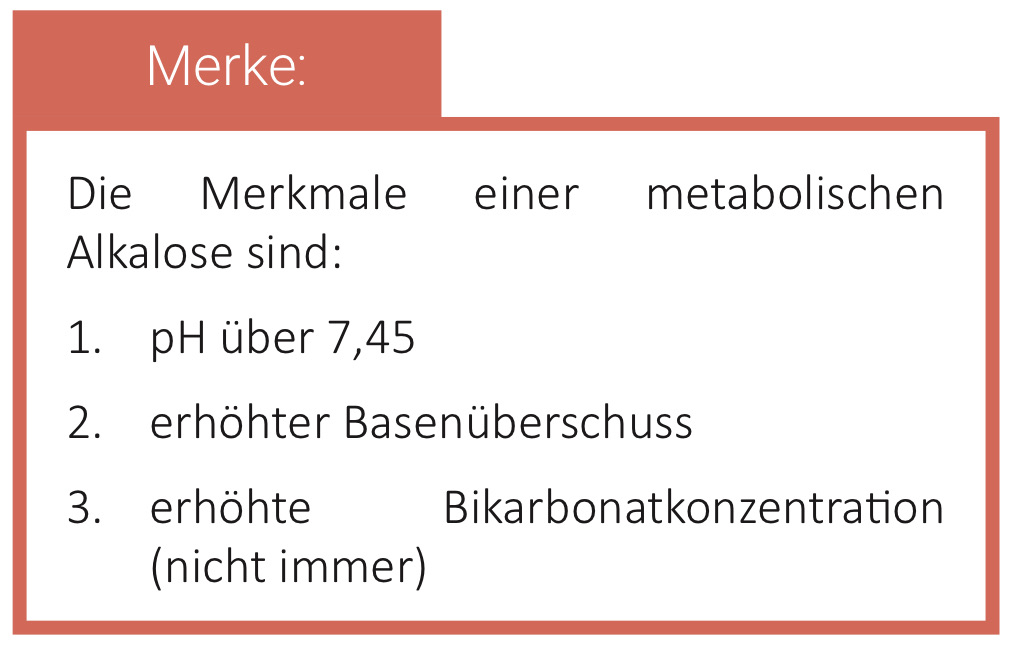 Merke:
Die Merkmale einer metabolischen
Alkalose sind:
1. pH über 7,45
2. erhöhter Basenüberschuss
3. erhöhte Bikarbonatkonzentration
(nicht immer)